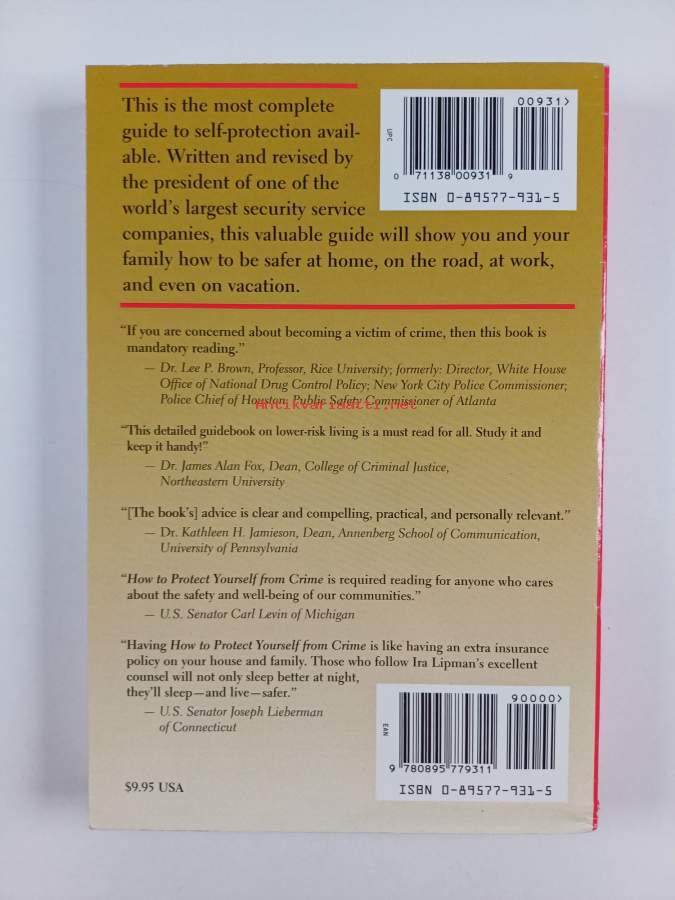 This is the most complete
guide to self-protection avail-
able. Written and revised by
the president of one of the
world's largest security service
companies, this valuable guide will show you and your
family how to be safer at home, on the road, at work,
and even on vacation.
00931>
UPC
0 71138 00931 9
ISBN 0-89577-931-5
"If you are concerned about becoming a victim of crime, then this book is
mandatory reading."
— Dr. Lee P. Brown, Professor, Rice University; formerly: Director, White House
Office of National Drug Control Policy; New York City Police Commissioner;
Police Chief of Houston; Public Safety Commissioner of Atlanta
Antikvariaatti.net
"This detailed guidebook on lower-risk living is a must read for all. Study it and
keep it handy!"
— Dr. James Alan Fox, Dean, College of Criminal Justice,
Northeastern University
"[The book's] advice is clear and compelling, practical, and personally relevant."
— Dr. Kathleen H. Jamieson, Dean, Annenberg School of Communication,
University of Pennsylvania
"How to Protect Yourself from Crime is required reading for anyone who cares
about the safety and well-being of our communities."
— U.S. Senator Carl Levin of Michigan
"Having How to Protect Yourself from Crime is like having an extra insurance
policy on your house and family. Those who follow Ira Lipman's excellent
counsel will not only sleep better at night,
they'll sleep—and live—safer."
— U.S. Senator Joseph Lieberman
of Connecticut
90000>
EAN
9 780895 779311
ISBN 0-89577-931-5
$9.95 USA